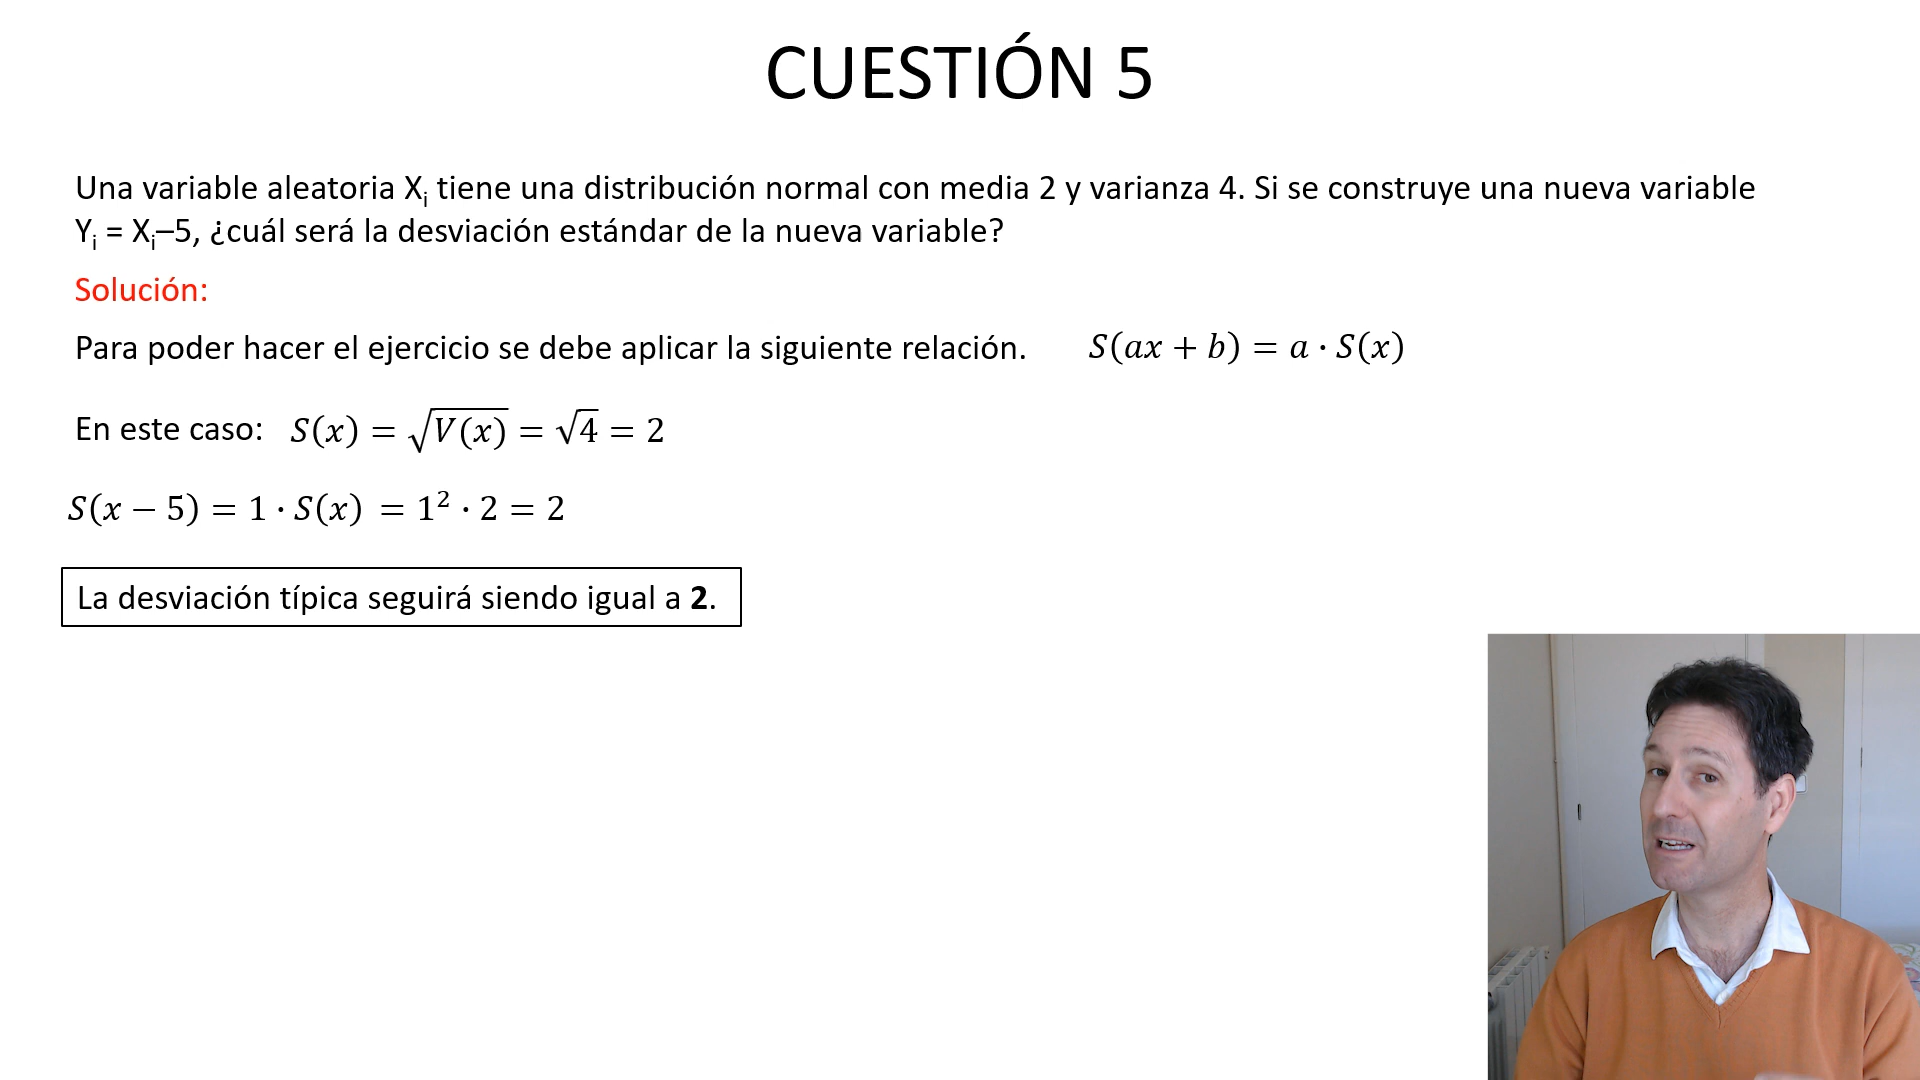 CUESTIÓN 5
Una variable aleatoria Xᵢ tiene una distribución normal con media 2 y varianza 4. Si se construye una nueva variable
Yᵢ = Xᵢ–5, ¿cuál será la desviación estándar de la nueva variable?
Solución:
Para poder hacer el ejercicio se debe aplicar la siguiente relación. S(ax + b) = a · S(x)
En este caso: S(x) = √V(x) = √4 = 2
S(x − 5) = 1 · S(x) = 1² · 2 = 2
La desviación típica seguirá siendo igual a 2.